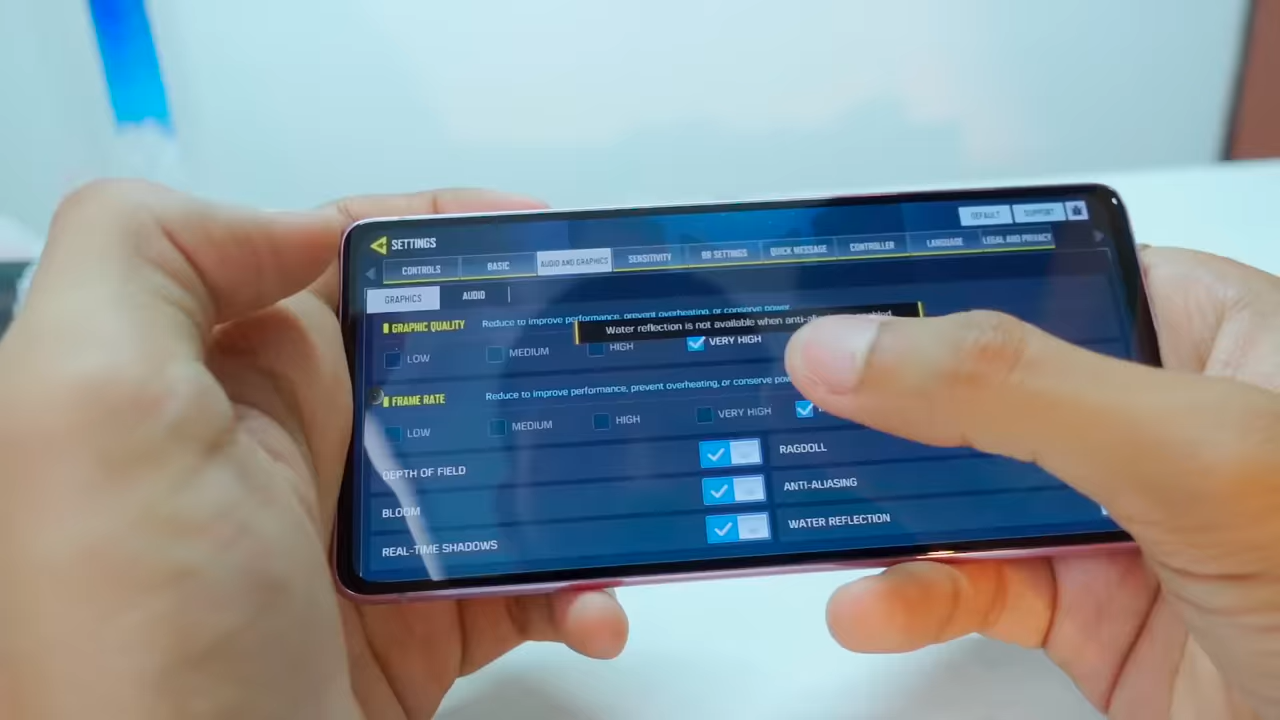 SETTINGS
DEFAULT SUPPORT
CONTROLS BASIC AUDIO AND GRAPHICS SENSITIVITY BR SETTINGS QUICK MESSAGE CONTROLLER LANGUAGE LEGAL AND PRIVACY
GRAPHICS AUDIO
GRAPHIC QUALITY Reduce to improve performance, prevent overheating, or conserve power.
Water reflection is not available when enabled
LOW MEDIUM HIGH VERY HIGH
FRAME RATE Reduce to improve performance, prevent overheating, or conserve
LOW MEDIUM HIGH VERY HIGH
DEPTH OF FIELD RAGDOLL
BLOOM ANTI-ALIASING
REAL-TIME SHADOWS WATER REFLECTION